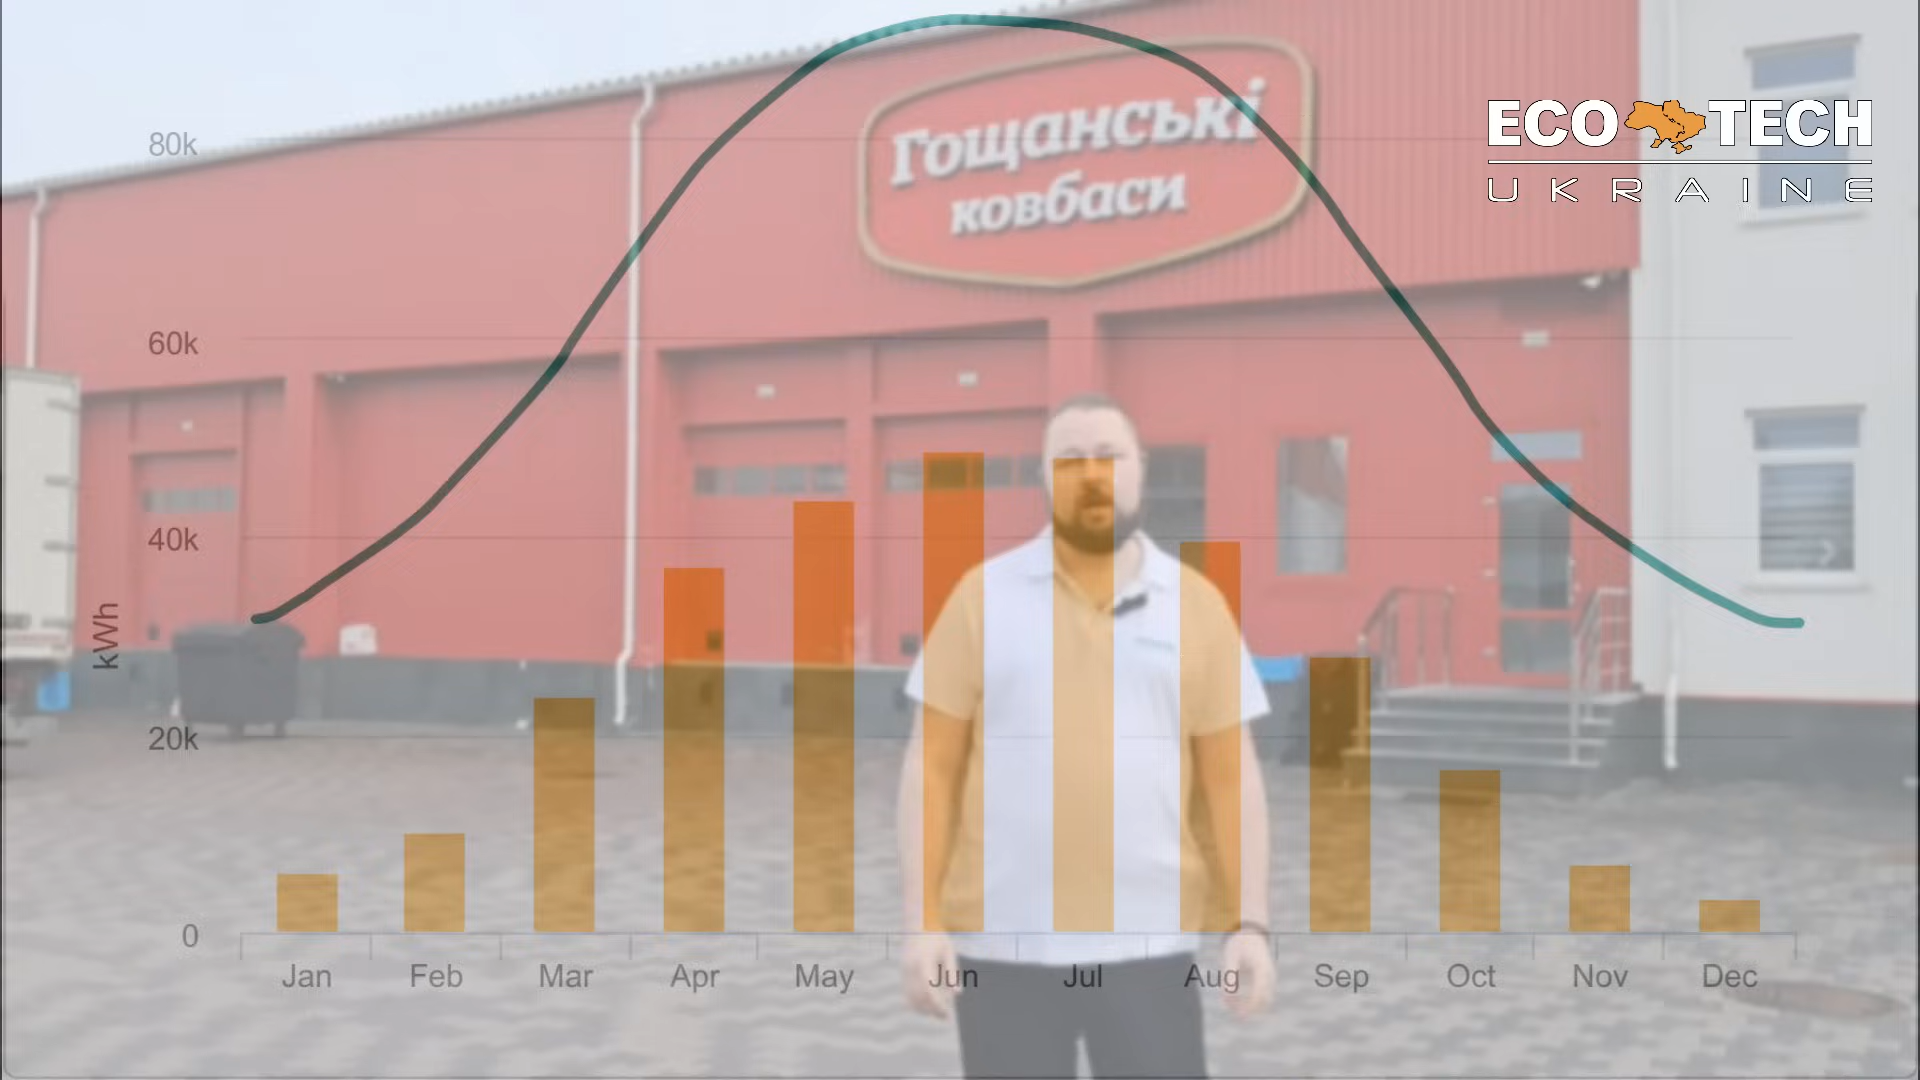 Гощанські
ковбаси
ECO TECH
UKRAINE
80k
60k
40k
20k
0
kWh
Jan Feb Mar Apr May Jun Jul Aug Sep Oct Nov Dec